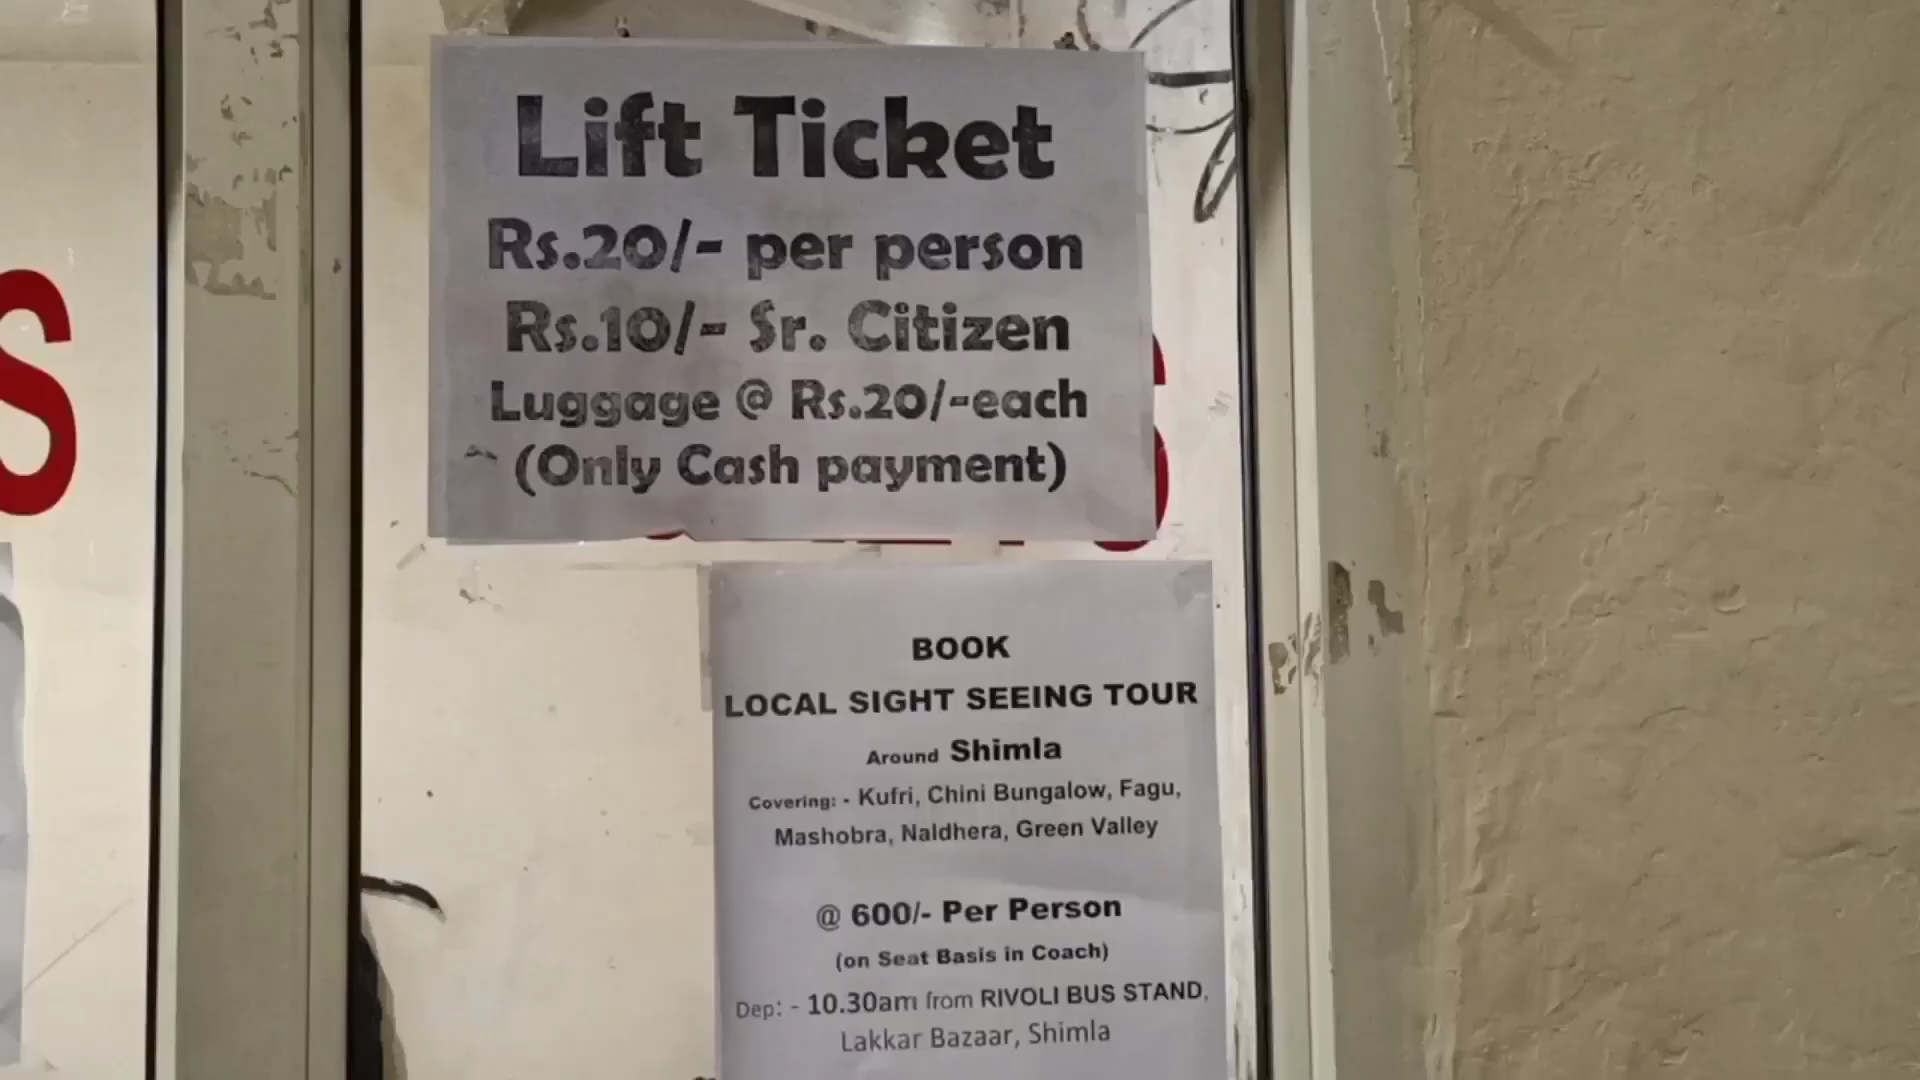 S
Lift Ticket
Rs.20/- per person
Rs.10/- Sr. Citizen
Luggage @ Rs.20/-each
(Only Cash payment)
BOOK
LOCAL SIGHT SEEING TOUR
Around Shimla
Covering: - Kufri, Chini Bungalow, Fagu,
Mashobra, Naldhera, Green Valley
@ 600/- Per Person
(on Seat Basis in Coach)
Dep: - 10.30am from RIVOLI BUS STAND,
Lakkar Bazaar, Shimla